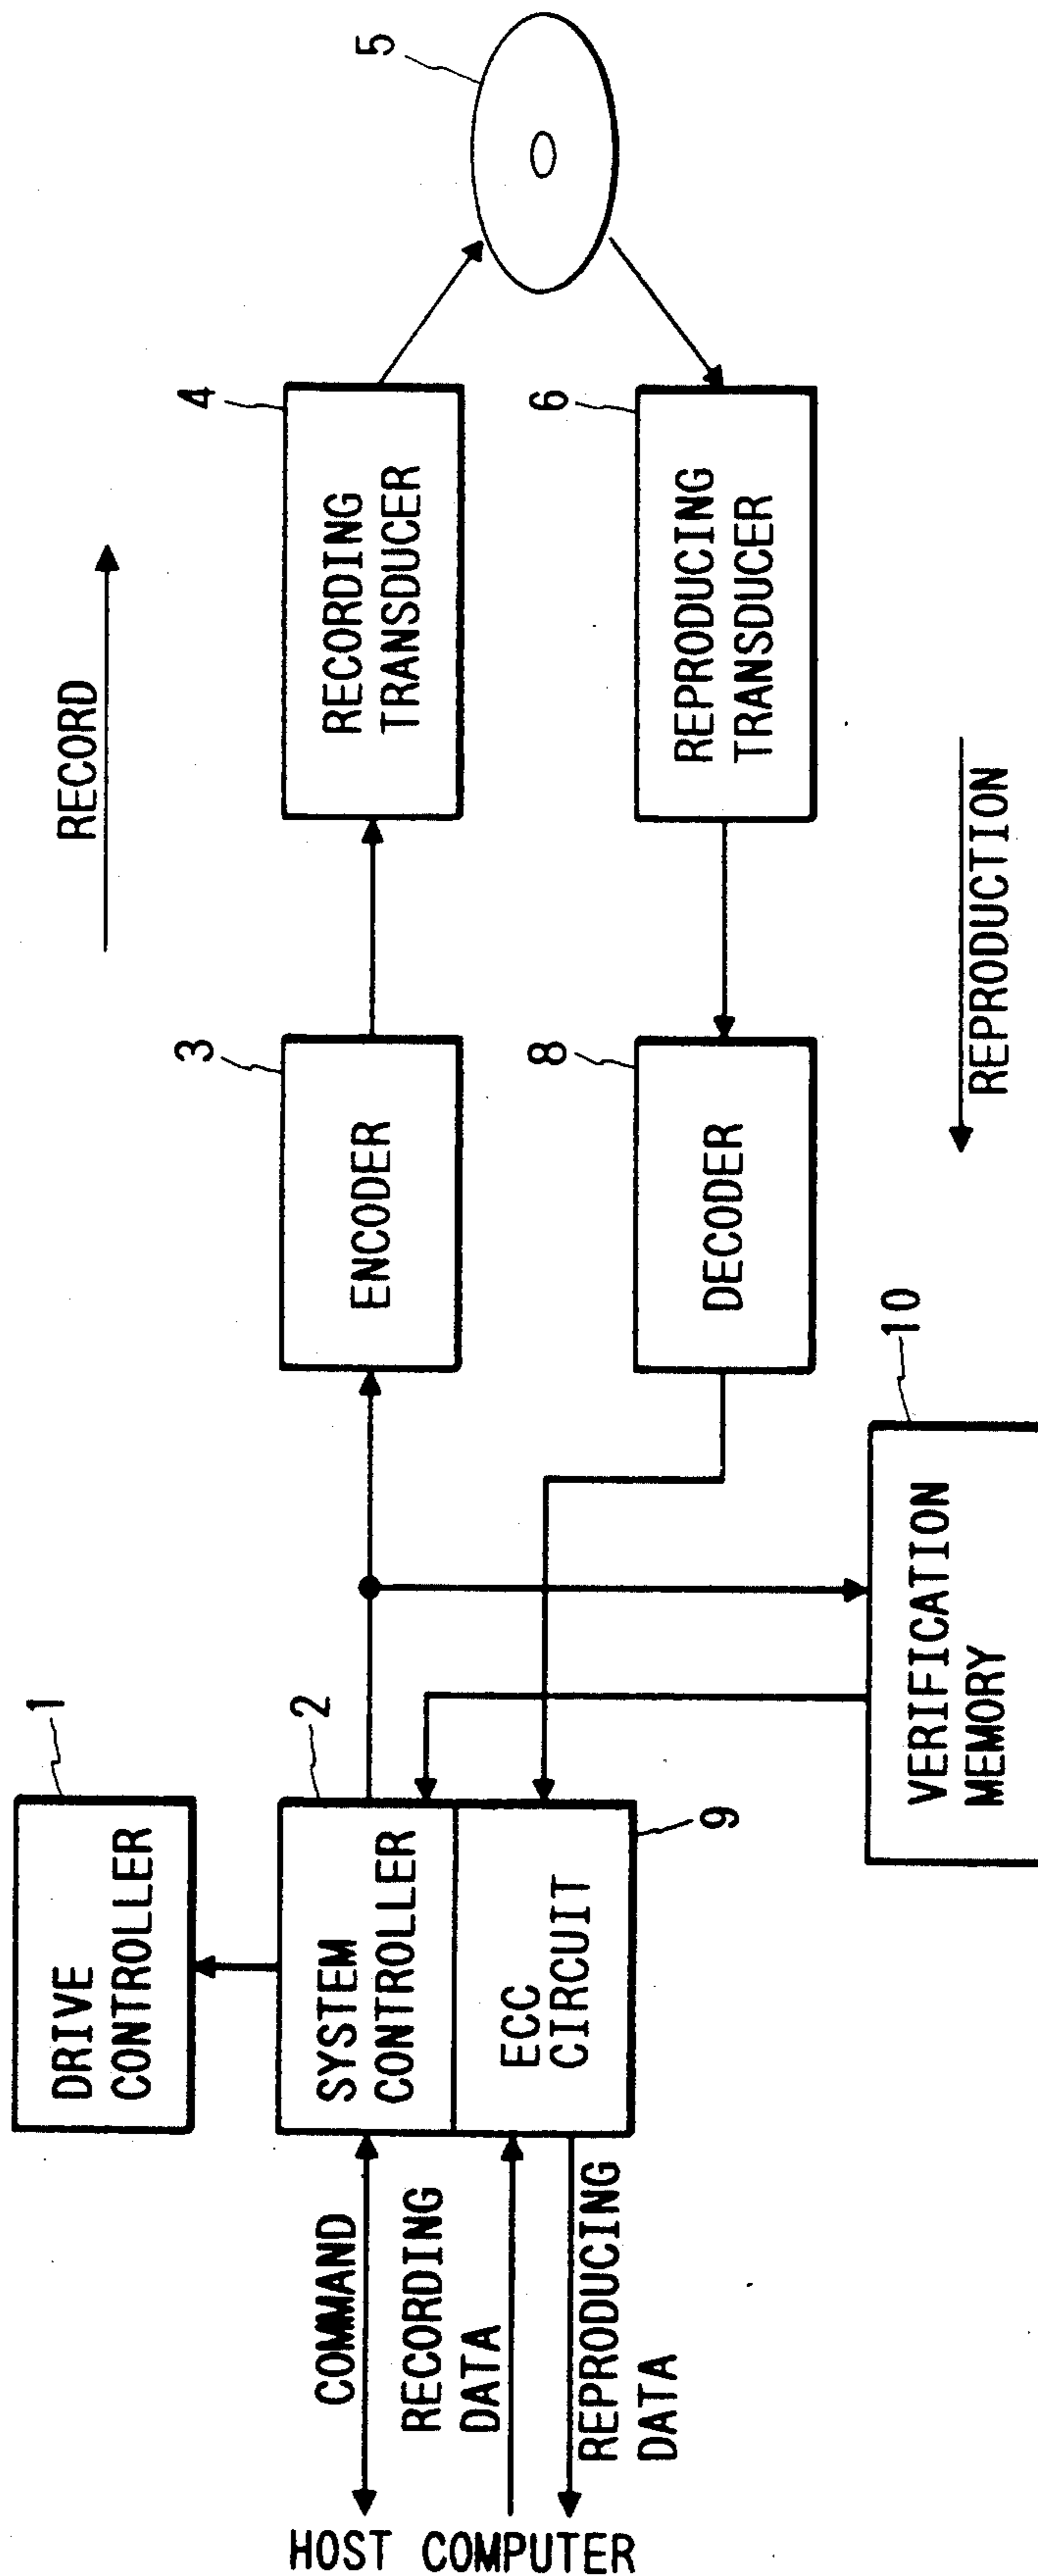 RECORD
1
DRIVE
CONTROLLER
2
SYSTEM
CONTROLLER
3
ENCODER
4
RECORDING
TRANSDUCER
5
COMMAND
RECORDING
DATA
REPRODUCING
DATA
HOST COMPUTER
ECC
CIRCUIT
9
8
DECODER
6
REPRODUCING
TRANSDUCER
10
VERIFICATION
MEMORY
REPRODUCTION